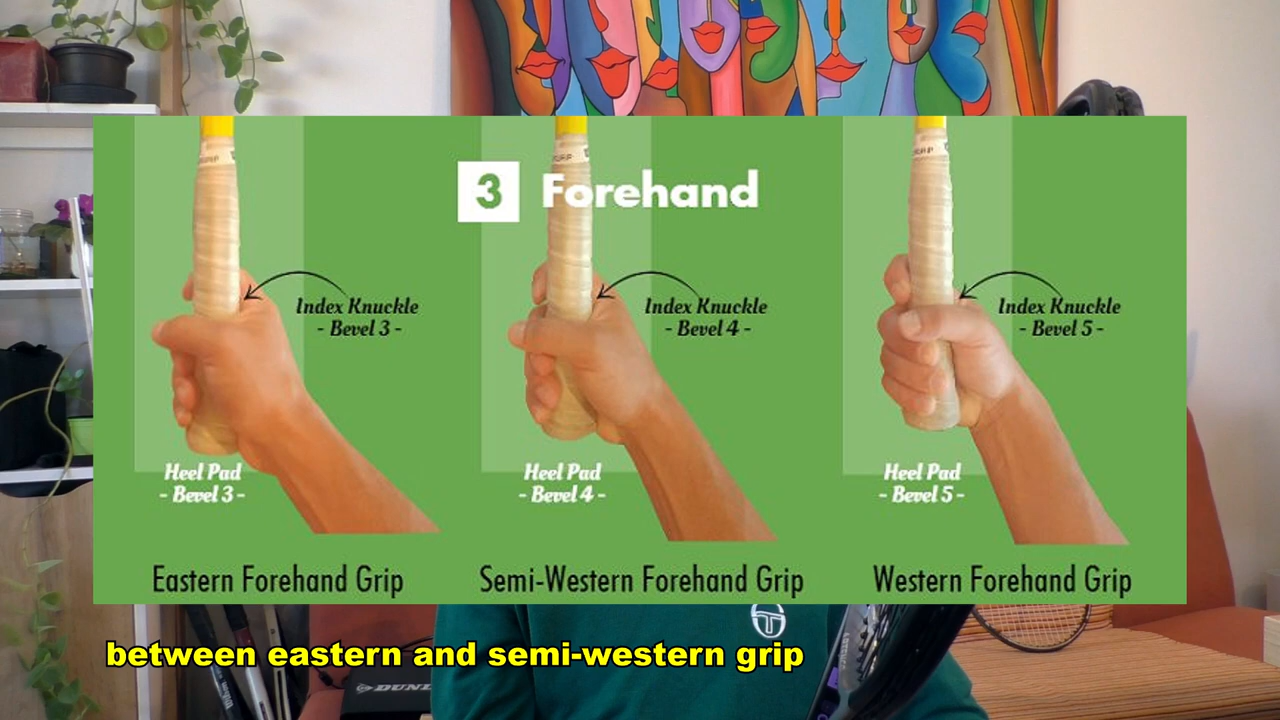 3 Forehand
Index Knuckle
- Bevel 3 -
Index Knuckle
- Bevel 4 -
Index Knuckle
- Bevel 5 -
Heel Pad
- Bevel 3 -
Heel Pad
- Bevel 4 -
Heel Pad
- Bevel 5 -
Eastern Forehand Grip
Semi-Western Forehand Grip
Western Forehand Grip
between eastern and semi-western grip